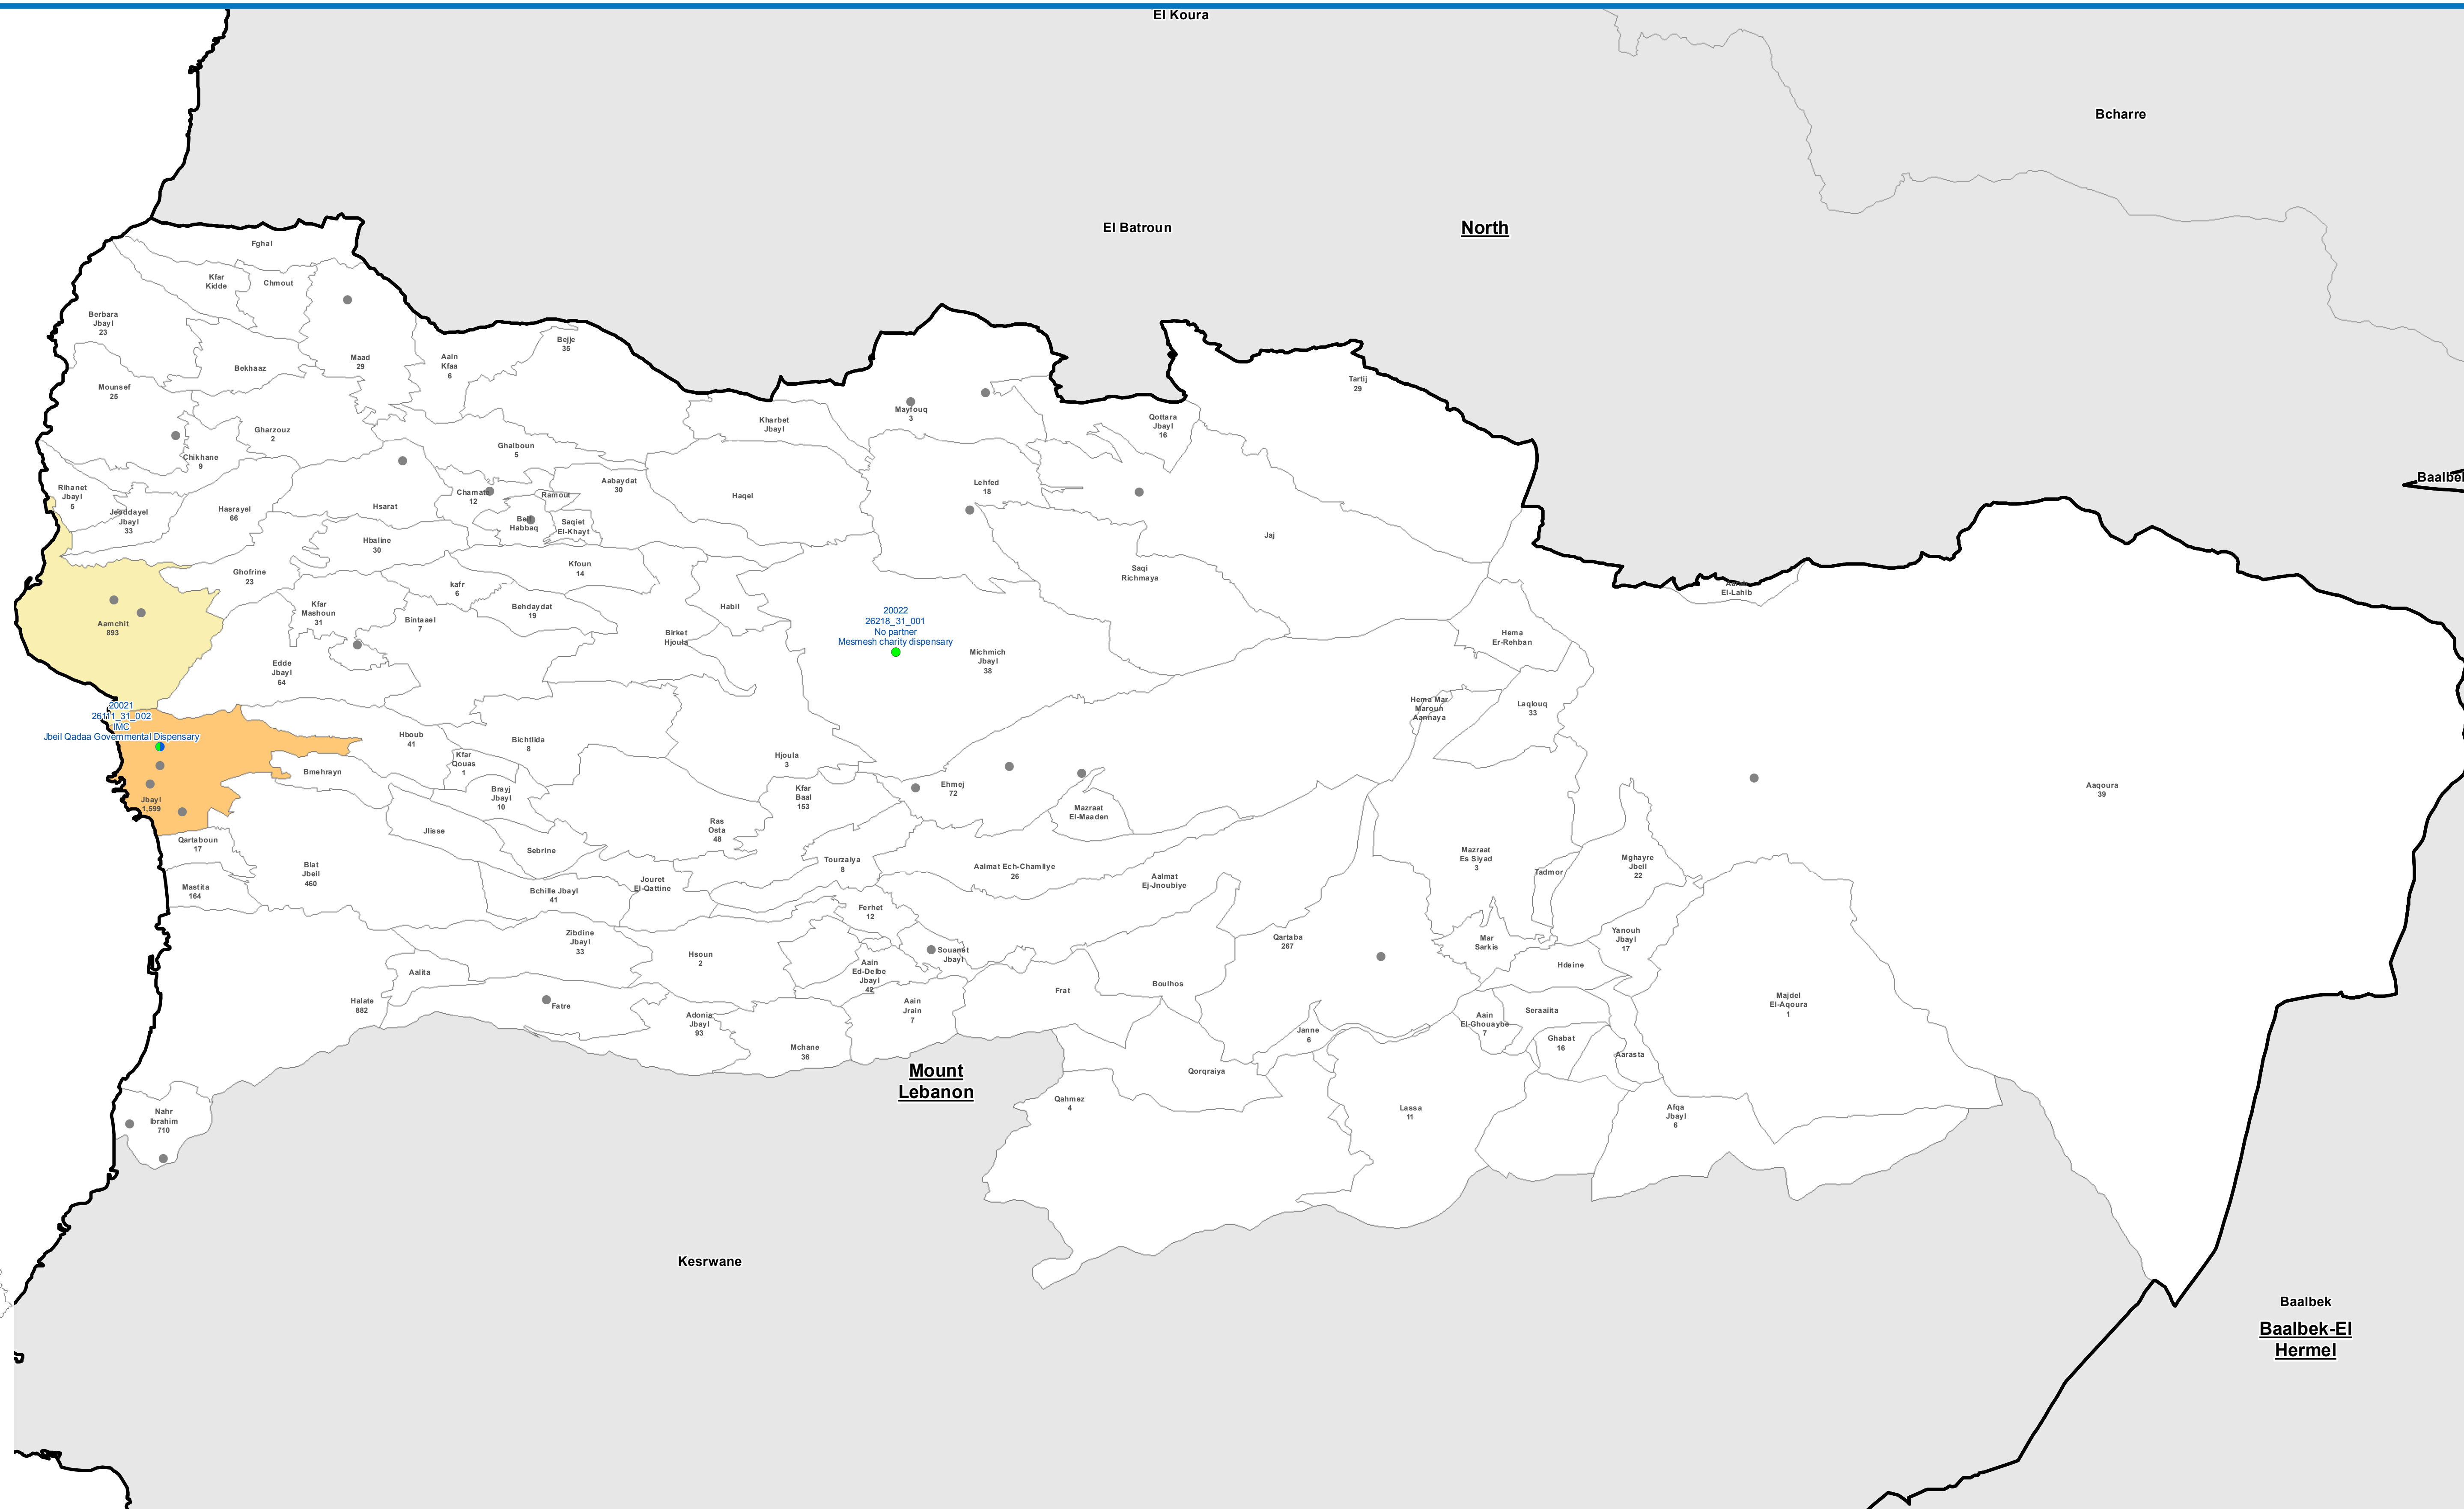 El Koura
Bcharre
El Batroun
North
Baalbek
Fghal
Kfar
Kidde
Chmout
Berbara
Jbayl
23
Bekhaaz
Maad
29
Aain
Kfaa
6
Bejje
35
Mounsef
25
Gharzouz
2
Chikhane
9
Ghalboun
5
Kharbet
Jbayl
Mayfouq
3
Qottara
Jbayl
16
Tartij
29
Rihanet
Jbayl
5
Jeddayel
Jbayl
33
Hasrayel
66
Hsarat
Chamat
12
Ramout
Aabaydat
30
Beit
Habbaq
Saqiet
El-Khayt
Haqel
Lehfed
18
Jaj
Saqi
Richmaya
Hbaline
30
Ghofrine
23
Kfoun
14
kafr
6
Behdaydat
19
Kfar
Mashoun
31
Bintaael
7
Habil
Birket
Hjoula
Aamchit
893
Edde
Jbayl
64
20022
26218_31_001
No partner
Mesmesh charity dispensary
Michmich
Jbayl
38
Hema
Er-Rehban
El-Lahib
Hema Mar
Maroun
Aannaya
Laqlouq
33
20021
26111_31_002
IMC
Jbeil Qadaa Governmental Dispensary
Hboub
41
Kfar
Qouas
1
Bichtlida
8
Bmehrayn
Brayj
Jbayl
10
Hjoula
3
Kfar
Baal
153
Ehmej
72
Mazraat
El-Maaden
Aaqoura
39
Jbayl
1,599
Qartaboun
17
Jlisse
Sebrine
Ras
Osta
48
Mastita
164
Blat
Jbeil
460
Bchille Jbayl
41
Jouret
El-Qattine
Tourzaiya
8
Aalmat Ech-Chamliye
26
Aalmat
Ej-Jnoubiye
Mazraat
Es Siyad
3
Tadmor
Mghayre
Jbeil
22
Ferhet
12
Zibdine
Jbayl
33
Hsoun
2
Souanet
Jbayl
Aain
Ed-Delbe
Jbayl
42
Qartaba
267
Mar
Sarkis
Yanouh
Jbayl
17
Hdeine
Aalita
Halate
882
Fatre
Adonis
Jbayl
93
Mchane
36
Aain
Jrain
7
Frat
Boulhos
Janne
6
Aain
El-Ghouaybe
7
Seraaiita
Ghabat
16
Aarasta
Majdel
El-Aqoura
1
Nahr
Ibrahim
710
Mount
Lebanon
Qahmez
4
Qorqraiya
Lassa
11
Afqa
Jbayl
6
Kesrwane
Baalbek
Baalbek-El
Hermel